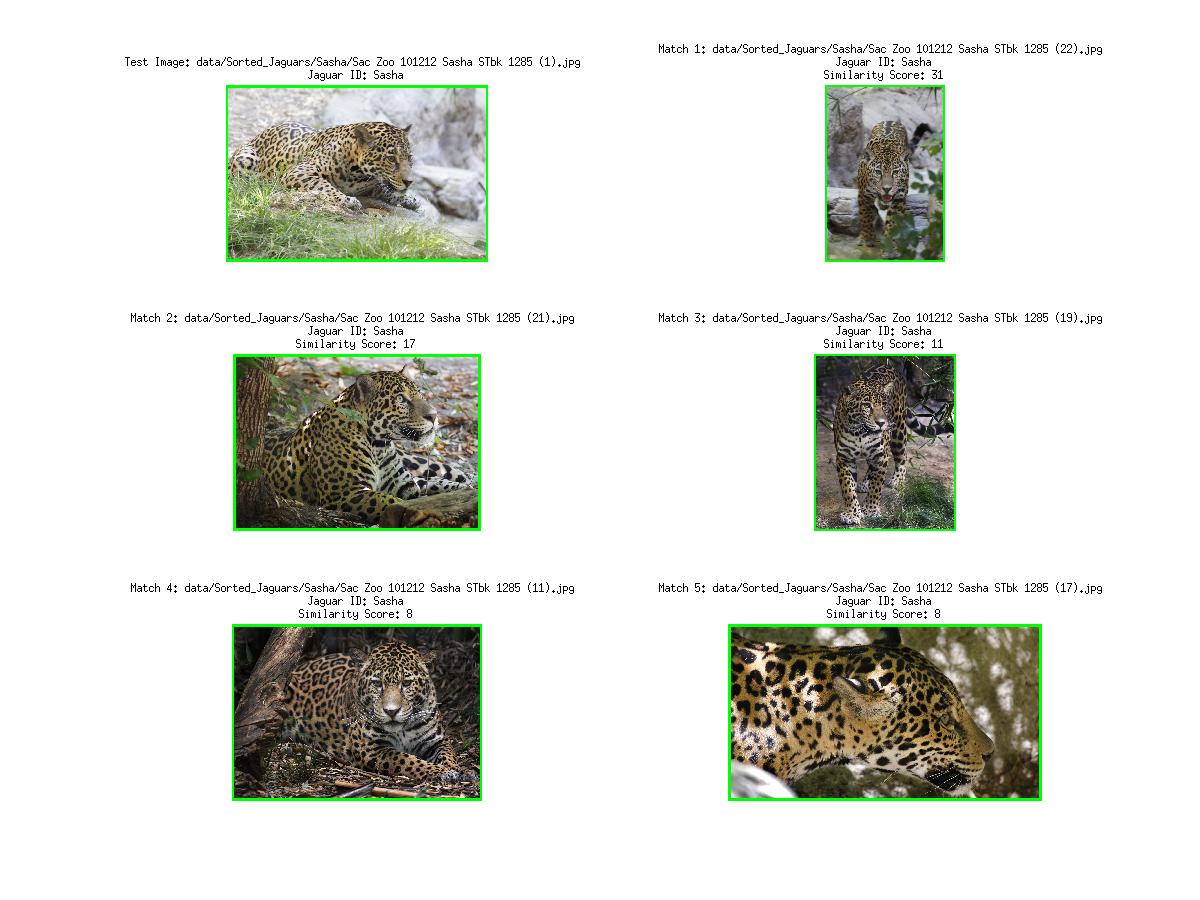 Test Image: data/Sorted_Jaguars/Sasha/Sac Zoo 101212 Sasha STbk 1285 (1).jpg
Jaguar ID: Sasha
Match 1: data/Sorted_Jaguars/Sasha/Sac Zoo 101212 Sasha STbk 1285 (22).jpg
Jaguar ID: Sasha
Similarity Score: 31
Match 2: data/Sorted_Jaguars/Sasha/Sac Zoo 101212 Sasha STbk 1285 (21).jpg
Jaguar ID: Sasha
Similarity Score: 17
Match 3: data/Sorted_Jaguars/Sasha/Sac Zoo 101212 Sasha STbk 1285 (19).jpg
Jaguar ID: Sasha
Similarity Score: 11
Match 4: data/Sorted_Jaguars/Sasha/Sac Zoo 101212 Sasha STbk 1285 (11).jpg
Jaguar ID: Sasha
Similarity Score: 8
Match 5: data/Sorted_Jaguars/Sasha/Sac Zoo 101212 Sasha STbk 1285 (17).jpg
Jaguar ID: Sasha
Similarity Score: 8